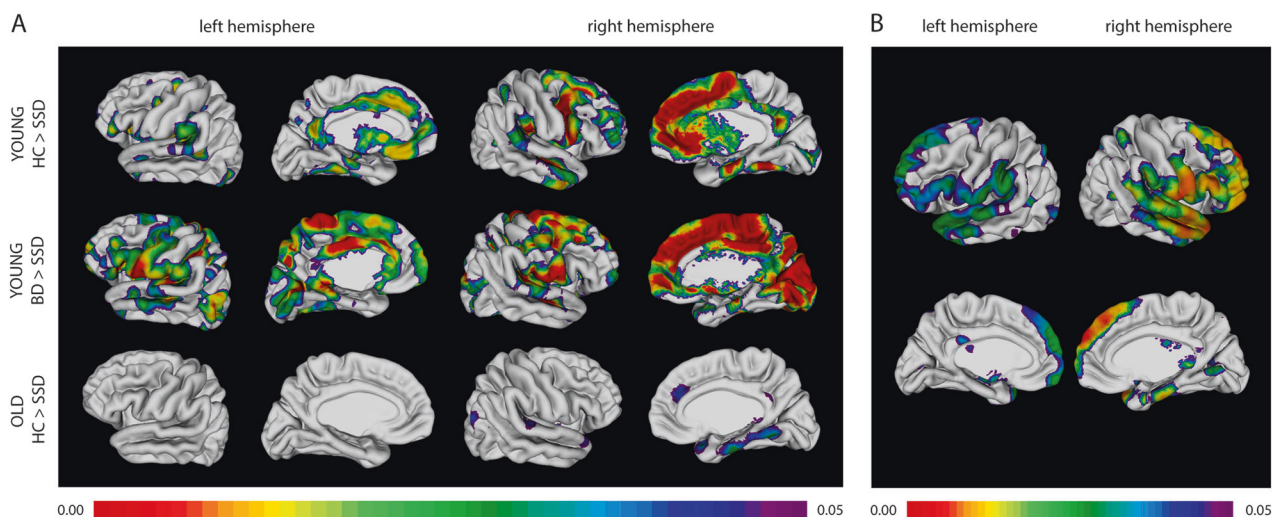 A
left hemisphere
right hemisphere
YOUNG
HC > SSD
YOUNG
BD > SSD
OLD
HC > SSD
0.00
0.05
B
left hemisphere
right hemisphere
0.00
0.05